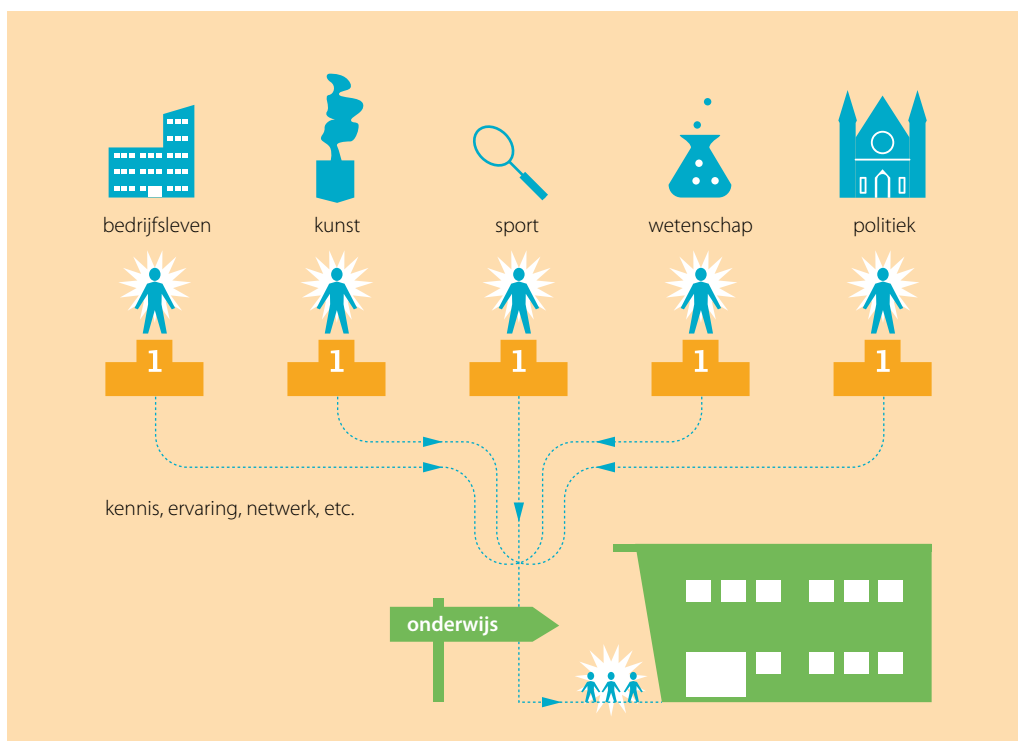 bedrijfsleven
kunst
sport
wetenschap
politiek
1
1
1
1
1
kennis, ervaring, netwerk, etc.
onderwijs